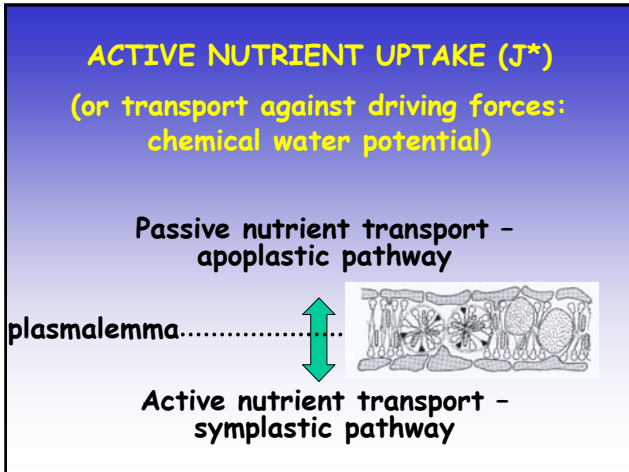 ACTIVE NUTRIENT UPTAKE (J*)
(or transport against driving forces:
chemical water potential)
Passive nutrient transport –
apoplastic pathway
plasmalemma......................
Active nutrient transport –
symplastic pathway